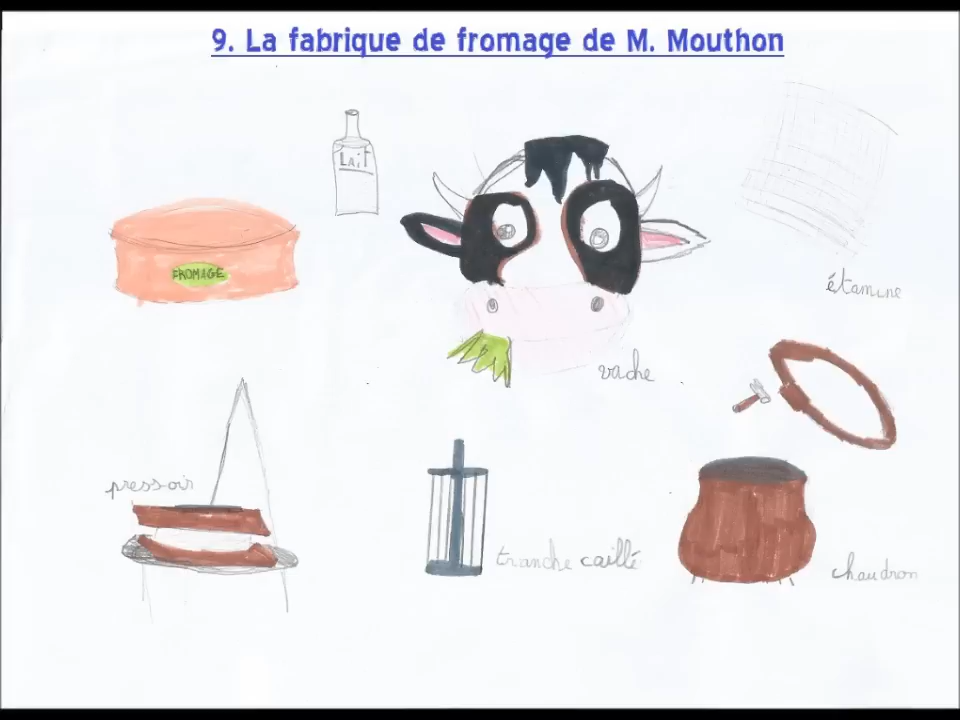 9. La fabrique de fromage de M. Mouthon
Lait
FROMAGE
étamine
vache
pressoir
tranche caillé
chaudron